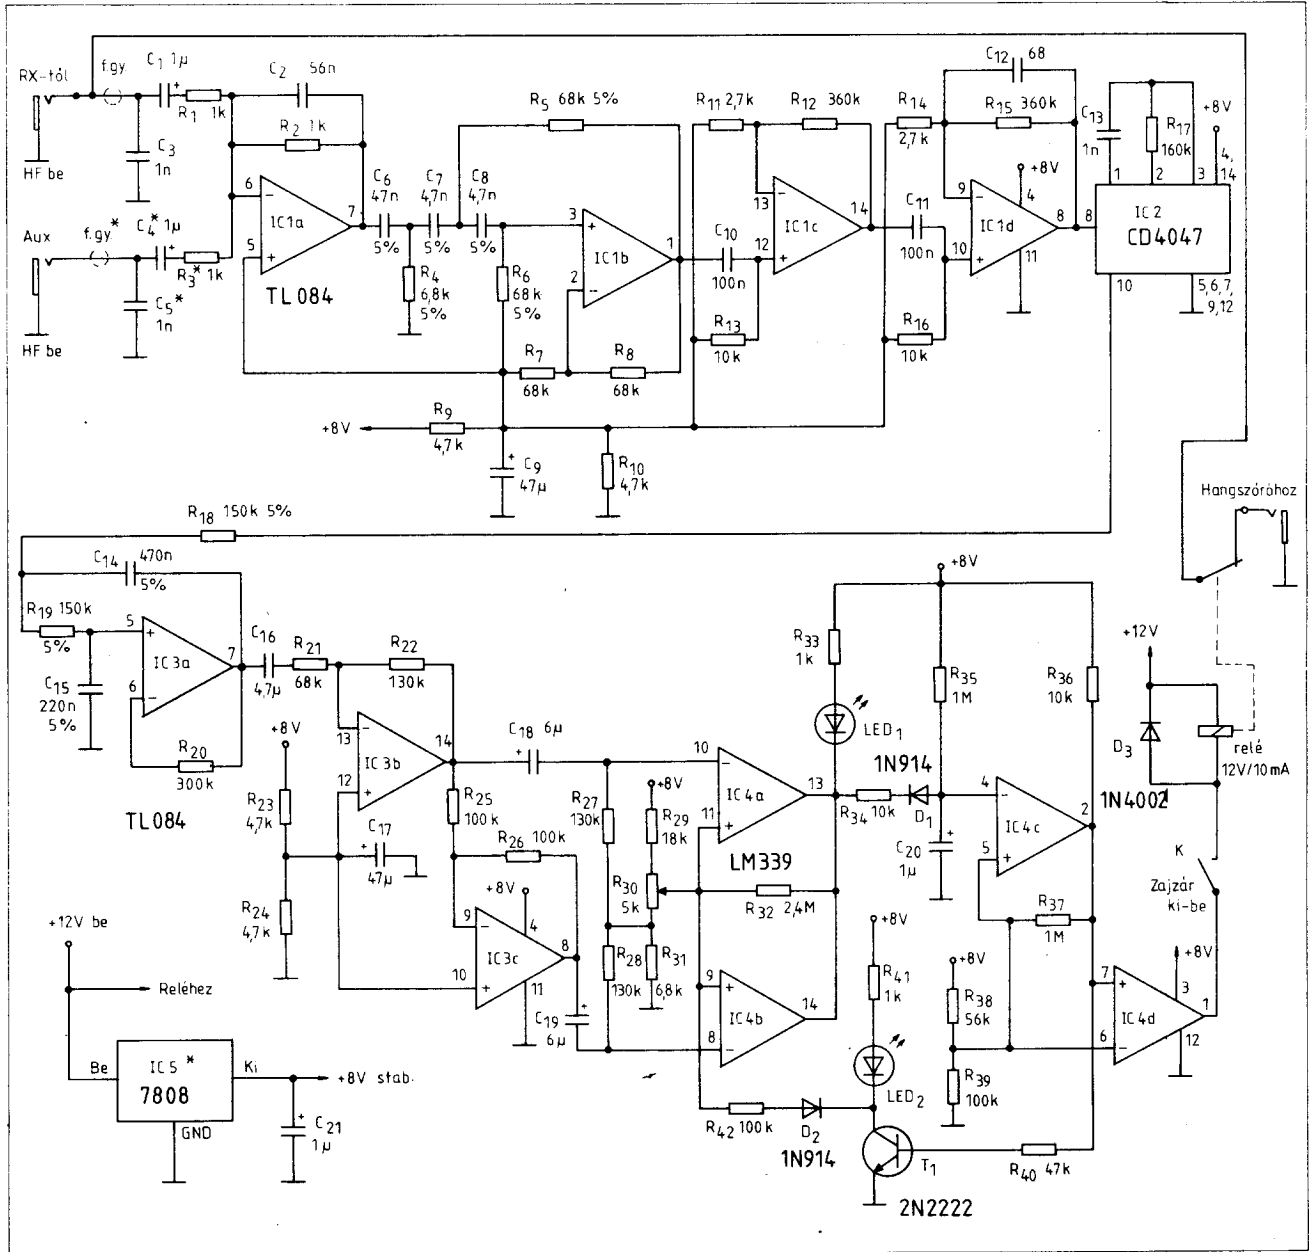 RX-től
f.gy
C1 1µ
C2 56n
R1 1k
R2 1k
HF be
C3
1n
Aux
f.gy*
C4* 1µ
R3* 1k
C5*
1n
HF be
6
5
7
IC1a
TL084
C6
47n
5%
C7
4,7n
5%
C8
4,7n
5%
R4
6,8k
5%
R5 68k 5%
R6
68k
5%
3
2
1
IC1b
R7
68k
R8
68k
+8V
R9
4,7k
C9
47µ
R10
4,7k
C10
100n
R11 2,7k
R12 360k
13
12
14
IC1c
R13
10k
C11
100n
C12 68
R14
2,7k
R15 360k
R16
10k
9
10
+8V
4
8
11
IC1d
C13
1n
R17
160k
+8V
4,
14
1
2
3
8
IC2
CD4047
10
5,6,7,
9,12
Hangszóróhoz
R18 150k 5%
C14 470n
5%
R19 150k
5%
C15
220n
5%
5
6
7
IC3a
R20
300k
TL084
C16
4,7µ
R21
68k
R22
130k
13
12
14
IC3b
+8V
R23
4,7k
R24
4,7k
C17
47µ
R25
100k
R26 100k
+8V
4
9
10
8
11
IC3c
C18 6µ
C19
6µ
R27
130k
R28
130k
+8V
R29
18k
R30
5k
R31
6,8k
10
11
13
IC4a
LM339
R32 2,4M
9
8
14
IC4b
R33
1k
LED1
+8V
R34 10k
1N914
D1
R35
1M
C20
1µ
R36
10k
4
5
2
IC4c
R37
1M
+8V
R38
56k
R39
100k
7
6
+8V
3
1
12
IC4d
+8V
R41
1k
LED2
R42 100k
D2
1N914
T1
2N2222
R40 47k
+12V
D3
1N4002
relé
12V/10mA
K
Zajzár
ki-be
+12V be
Reléhez
Be
IC5 *
7808
Ki
GND
+8V stab.
C21
1µ